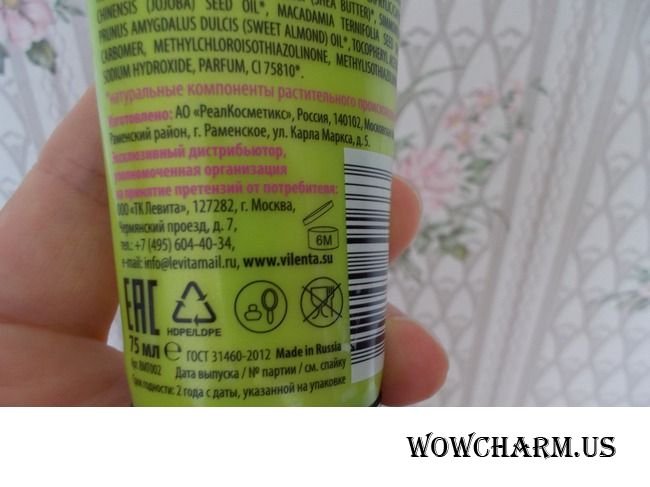 (SHEA BUTTER)*,
CHINENSIS (JOJOBA) SEED OIL*, MACADAMIA TERNIFOLIA SEED
PRUNUS AMYGDALUS DULCIS (SWEET ALMOND) OIL*,
CARBOMER, METHYLCHLOROISOTHIAZOLINONE,
SODIUM HYDROXIDE, PARFUM, CI 75810*.
*натуральные компоненты растительного
Изготовлено: АО «РеалКосметикс», Россия, 140102, Московская
Раменский район, г. Раменское, ул. Карла Маркса, д. 5.
Эксклюзивный дистрибьютор,
уполномоченная организация
на принятие претензий от потребителя:
ООО «ТК Левита», 127282, г. Москва,
Чермянский проезд, д. 7,
тел.: +7 (495) 604-40-34,
e-mail: info@levitamail.ru, www.vilenta.su
6M
EAC
HDPE/LDPE
75 мл e ГОСТ 31460-2012 Made in Russia
Дата выпуска / № партии / см. спайку
Срок годности: 2 года с даты, указанной на упаковке
WOWCHARM.US